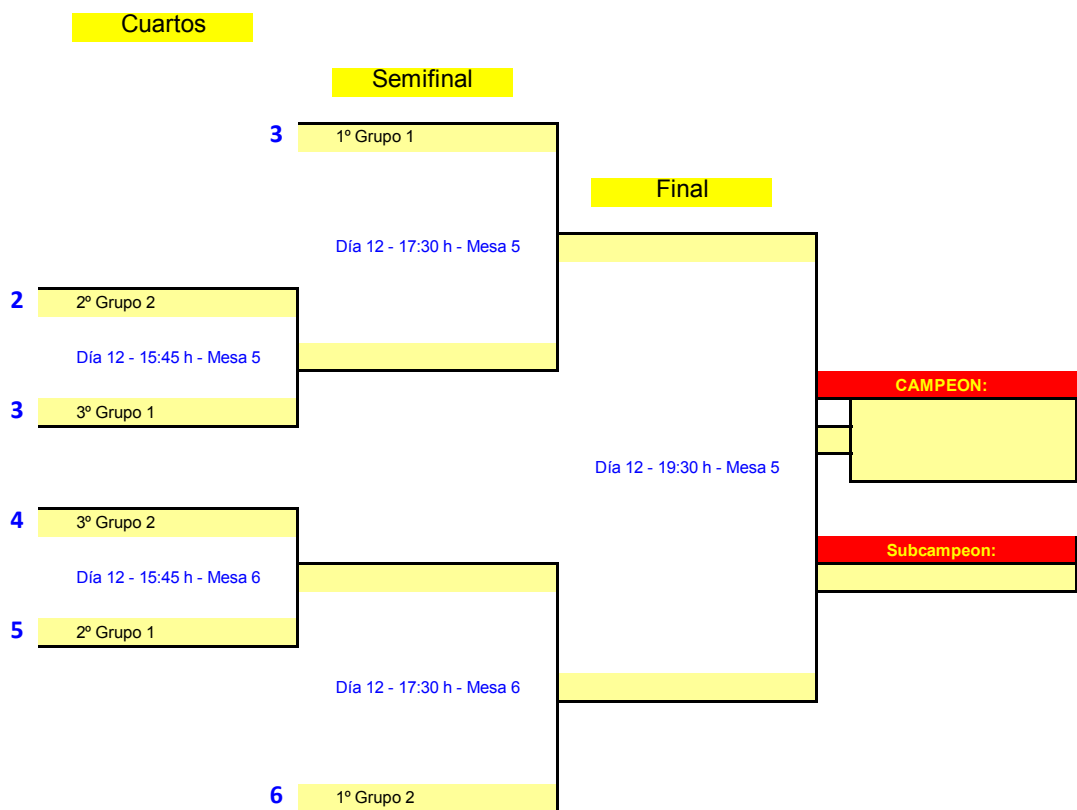 Cuartos
Semifinal
3 1º Grupo 1
Final
Día 12 - 17:30 h - Mesa 5
2 2º Grupo 2
Día 12 - 15:45 h - Mesa 5
CAMPEON:
3 3º Grupo 1
Día 12 - 19:30 h - Mesa 5
4 3º Grupo 2
Subcampeon:
Día 12 - 15:45 h - Mesa 6
5 2º Grupo 1
Día 12 - 17:30 h - Mesa 6
6 1º Grupo 2